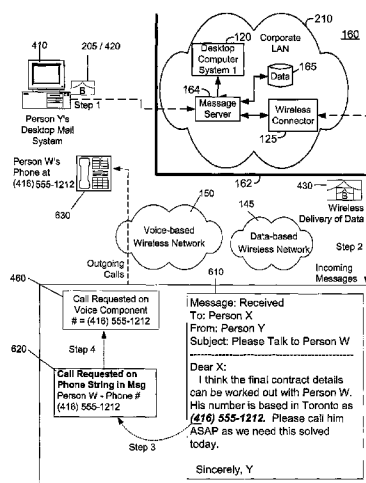 410
205 / 420
B
Step 1
Person Y's
Desktop Mail
System
210
160
120
Corporate
LAN
Desktop
Computer
System 1
165
Data
164
Message
Server
Wireless
Connector
125
162
Person W's
Phone at
(416) 555-1212
630
150
Voice-based
Wireless Network
145
Data-based
Wireless Network
430
B
Wireless
Delivery of Data
Step 2
Outgoing
Calls
Incoming
Messages
460
Call Requested on
Voice Component
# = (416) 555-1212
Step 4
620
Call Requested on
Phone String in Msg
Person W - Phone #
(416) 555-1212
Step 3
610
Message: Received
To: Person X
From: Person Y
Subject: Please Talk to Person W
Dear X:
I think the final contract details
can be worked out with Person W.
His number is based in Toronto as
(416) 555-1212. Please call him
ASAP as we need this solved
today.
Sincerely, Y